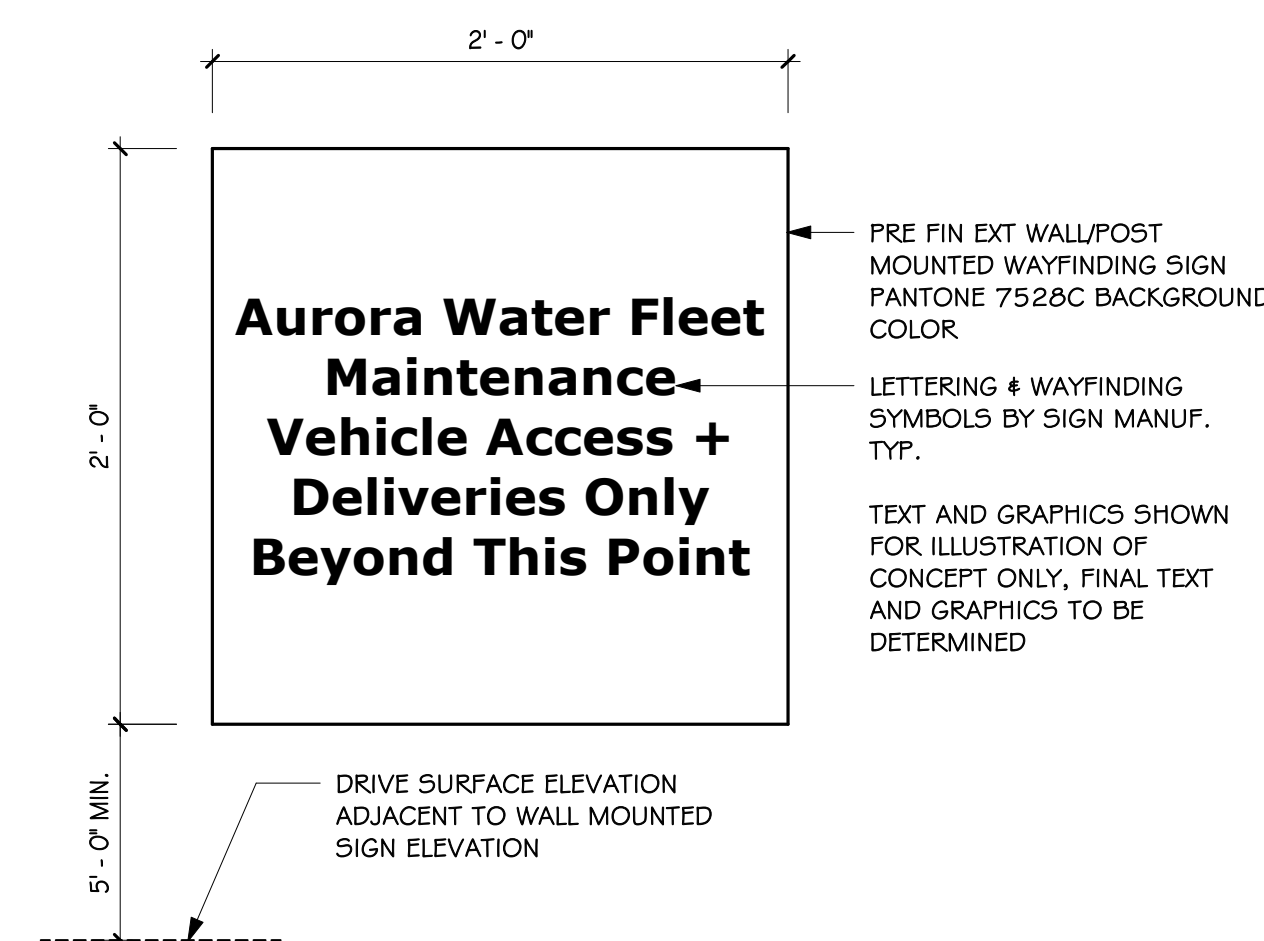 2' - 0"
PRE FIN EXT WALL/POST
MOUNTED WAYFINDING SIGN
PANTONE 7528C BACKGROUND
COLOR
Aurora Water Fleet
Maintenance
Vehicle Access +
Deliveries Only
Beyond This Point
LETTERING & WAYFINDING
SYMBOLS BY SIGN MANUF.
TYP.
TEXT AND GRAPHICS SHOWN
FOR ILLUSTRATION OF
CONCEPT ONLY, FINAL TEXT
AND GRAPHICS TO BE
DETERMINED
2' - 0"
5' - 0" MIN.
DRIVE SURFACE ELEVATION
ADJACENT TO WALL MOUNTED
SIGN ELEVATION